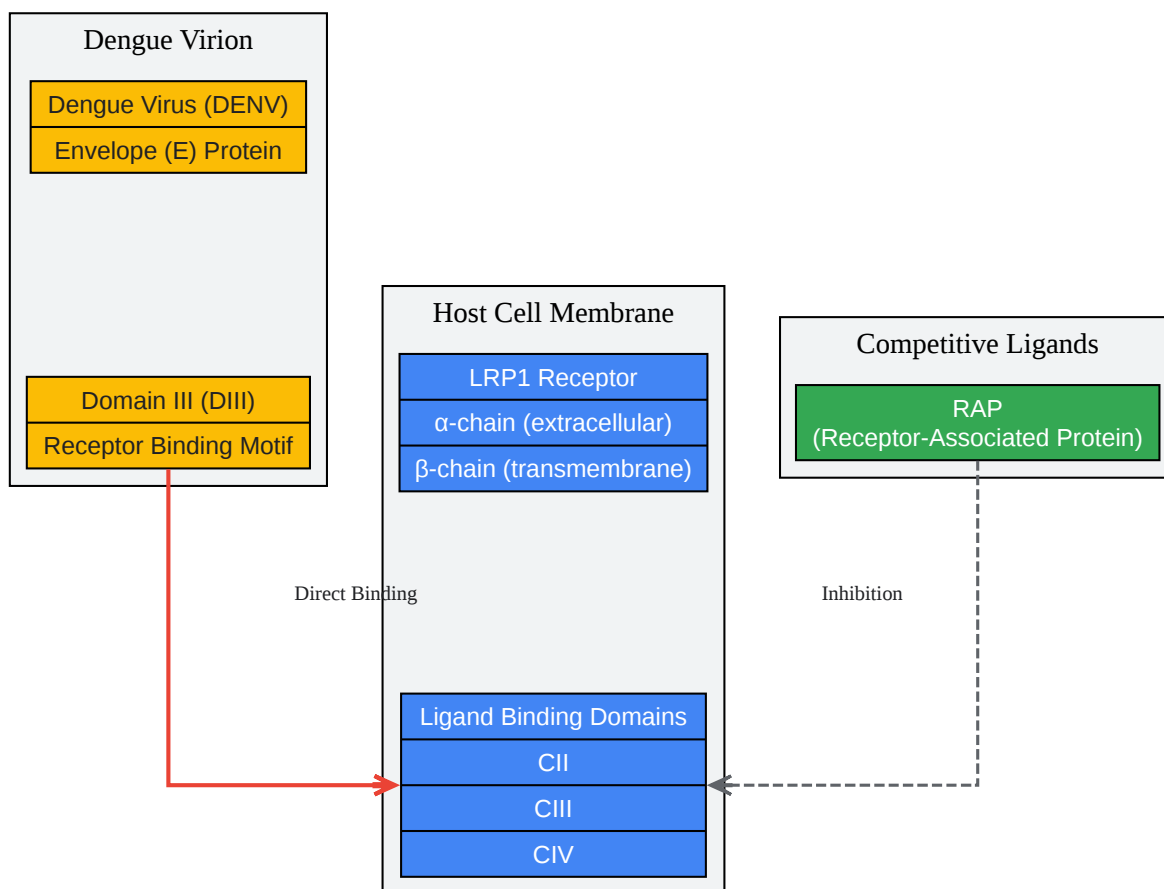 Dengue Virion
Dengue Virus (DENV)
Envelope (E) Protein
Domain III (DIII)
Receptor Binding Motif
Direct Binding
Host Cell Membrane
LRP1 Receptor
α-chain (extracellular)
β-chain (transmembrane)
Ligand Binding Domains
CII
CIII
CIV
Competitive Ligands
RAP
(Receptor-Associated Protein)
Inhibition